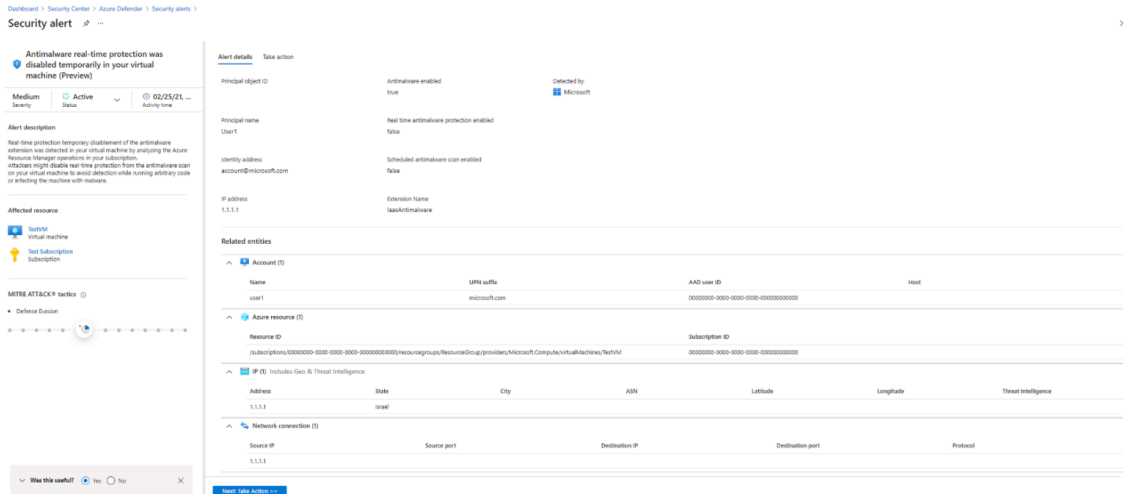 Dashboard > Security Center > Azure Defender > Security alerts >
Security alert
Antimalware real-time protection was
disabled temporarily in your virtual
machine (Preview)
Medium
Severity
Active
Status
02/25/21, ...
Activity time
Alert description
Real-time protection temporary disablement of the antimalware
extension was detected in your virtual machine by analyzing the Azure
Resource Manager operations in your subscription.
Attackers might disable real-time protection from the antimalware scan
on your virtual machine to avoid detection while running arbitrary code
or infecting the machine with malware.
Affected resource
TestVM
Virtual machine
Test Subscription
Subscription
MITRE ATT&CK® tactics
• Defense Evasion
Was this useful? Yes No
Alert details Take action
Principal object ID
Antimalware enabled
true
Detected by
Microsoft
Principal name
User1
Real time antimalware protection enabled
false
Identity address
account@microsoft.com
Scheduled antimalware scan enabled
false
IP address
1.1.1.1
Extension Name
IaasAntimalware
Related entities
Account (1)
Name UPN suffix AAD user ID Host
user1 microsoft.com 00000000-0000-0000-0000-000000000000
Azure resource (1)
Resource ID Subscription ID
/subscriptions/00000000-0000-0000-0000-000000000000/resourcegroups/ResourceGroup/providers/Microsoft.Compute/virtualMachines/TestVM 00000000-0000-0000-0000-000000000000
IP (1) Includes Geo & Threat Intelligence
Address State City ASN Latitude Longitude Threat Intelligence
1.1.1.1 Israel
Network connection (1)
Source IP Source port Destination IP Destination port Protocol
1.1.1.1
Next: Take Action >>